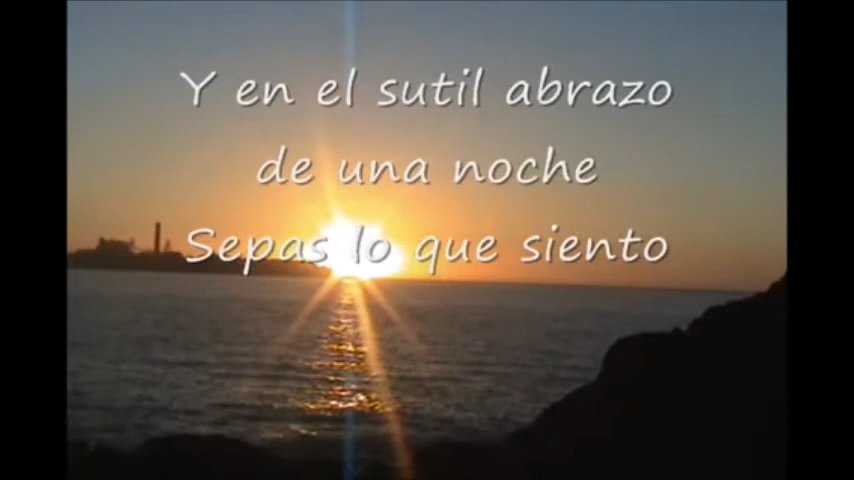 Y en el sutil abrazo
de una noche
Sepas lo que siento